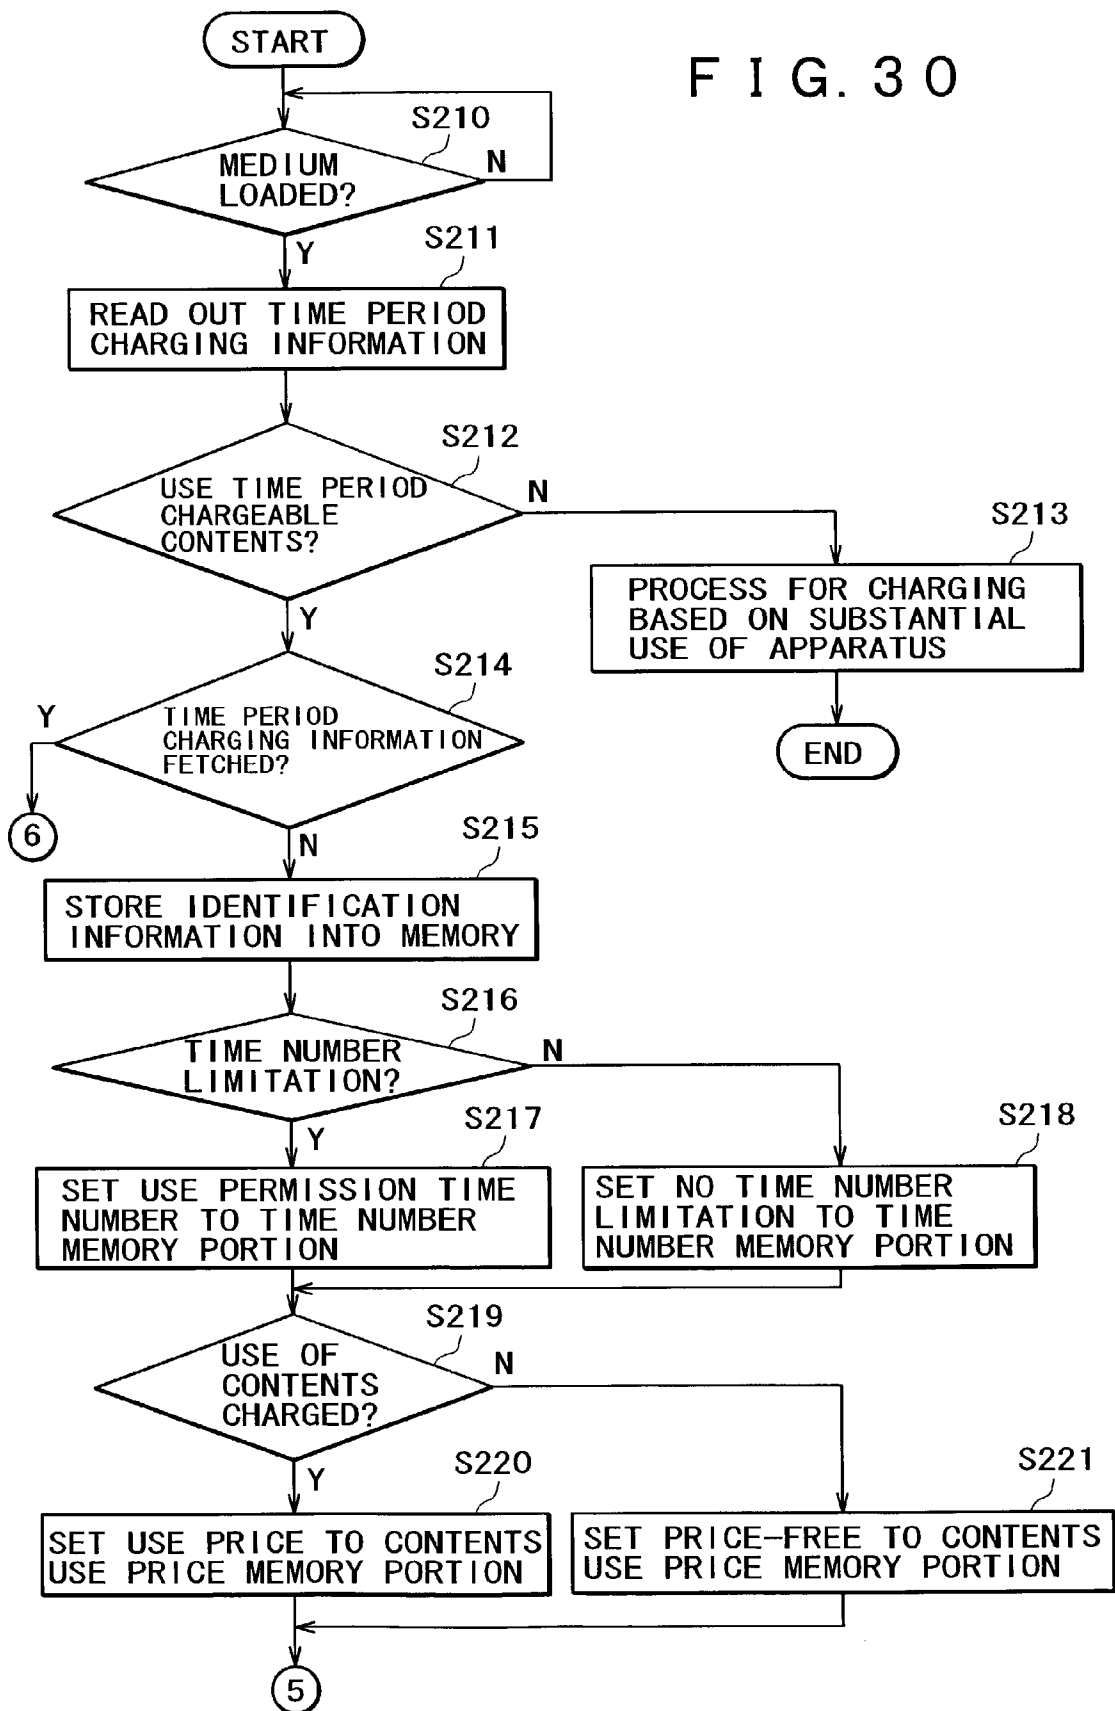 START
FIG. 30
S210
MEDIUM
LOADED?
N
Y
S211
READ OUT TIME PERIOD
CHARGING INFORMATION
S212
USE TIME PERIOD
CHARGEABLE
CONTENTS?
N
Y
S213
PROCESS FOR CHARGING
BASED ON SUBSTANTIAL
USE OF APPARATUS
END
S214
TIME PERIOD
CHARGING INFORMATION
FETCHED?
Y
6
N
S215
STORE IDENTIFICATION
INFORMATION INTO MEMORY
S216
TIME NUMBER
LIMITATION?
N
Y
S217
SET USE PERMISSION TIME
NUMBER TO TIME NUMBER
MEMORY PORTION
S218
SET NO TIME NUMBER
LIMITATION TO TIME
NUMBER MEMORY PORTION
S219
USE OF
CONTENTS
CHARGED?
N
Y
S220
SET USE PRICE TO CONTENTS
USE PRICE MEMORY PORTION
S221
SET PRICE-FREE TO CONTENTS
USE PRICE MEMORY PORTION
5